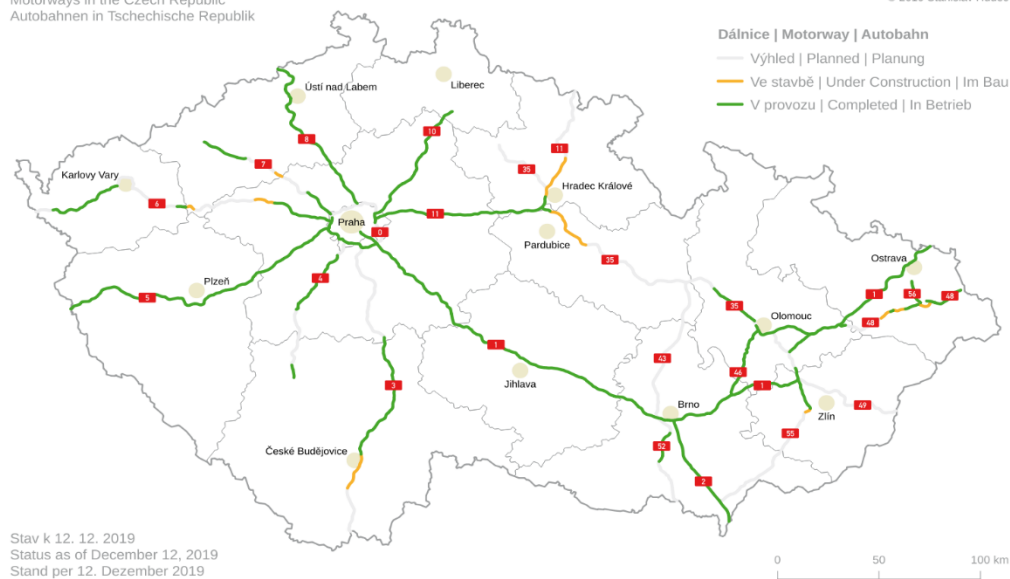 Motorways in the Czech Republic
Autobahnen in Tschechische Republik
Dálnice | Motorway | Autobahn
Výhled | Planned | Planung
Ve stavbě | Under Construction | Im Bau
V provozu | Completed | In Betrieb
Ústí nad Labem
Liberec
8
10
7
11
35
Karlovy Vary
6
Hradec Králové
11
Praha
0
Pardubice
35
Ostrava
4
Plzeň
5
1
56
48
48
35
Olomouc
1
43
Jihlava
46
1
3
Brno
49
Zlín
55
České Budějovice
52
2
Stav k 12. 12. 2019
Status as of December 12, 2019
Stand per 12. Dezember 2019
0
50
100 km